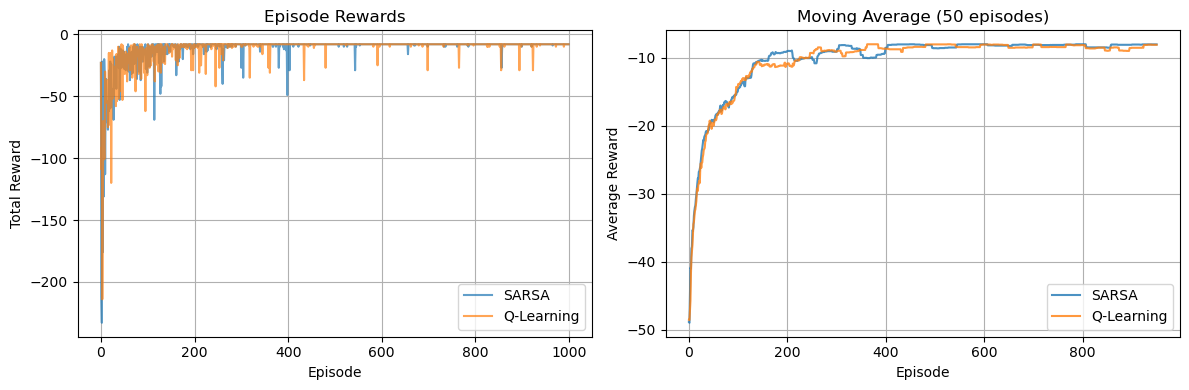 Episode Rewards
Total Reward
0
−50
−100
−150
−200
0
200
400
600
800
1000
Episode
SARSA
Q-Learning
Moving Average (50 episodes)
Average Reward
−10
−20
−30
−40
−50
0
200
400
600
800
Episode
SARSA
Q-Learning